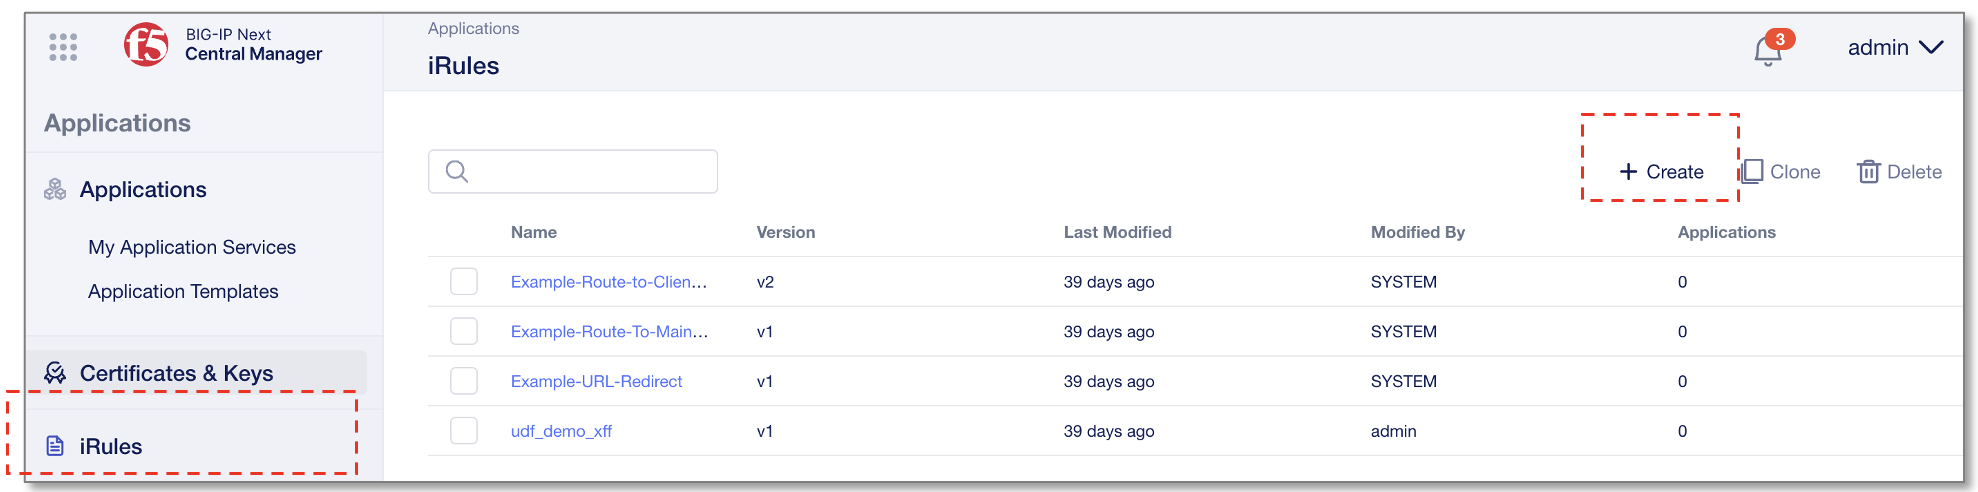 f5
BIG-IP Next
Central Manager
Applications
Applications
My Application Services
Application Templates
Certificates & Keys
iRules
Applications
iRules
3
admin
+ Create
Clone
Delete
Name Version Last Modified Modified By Applications
Example-Route-to-Clien... v2 39 days ago SYSTEM 0
Example-Route-To-Main... v1 39 days ago SYSTEM 0
Example-URL-Redirect v1 39 days ago SYSTEM 0
udf_demo_xff v1 39 days ago admin 0